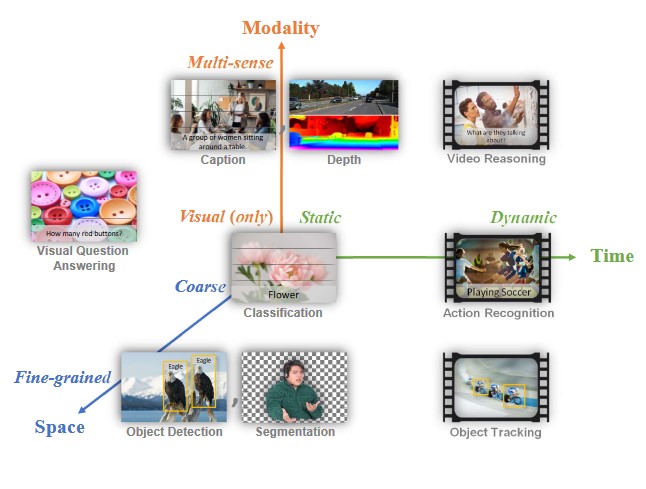 Modality
Multi-sense
A group of women sitting
around a table.
,
Caption
Depth
What are they talking
about?
Video Reasoning
How many red buttons?
Visual Question
Answering
Visual (only)
Static
Dynamic
Time
Flower
Classification
Playing Soccer
Action Recognition
Coarse
Fine-grained
Space
Eagle
Eagle
,
Object Detection
Segmentation
Object Tracking